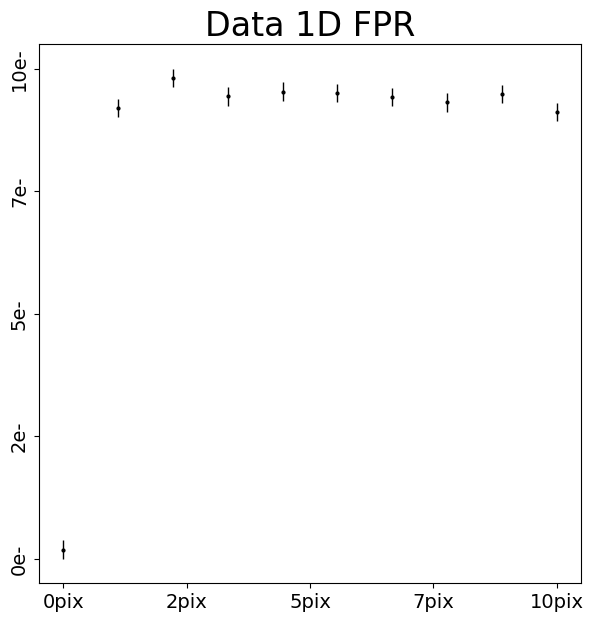 Data 1D FPR
10e-
7e-
5e-
2e-
0e-
0pix 2pix 5pix 7pix 10pix